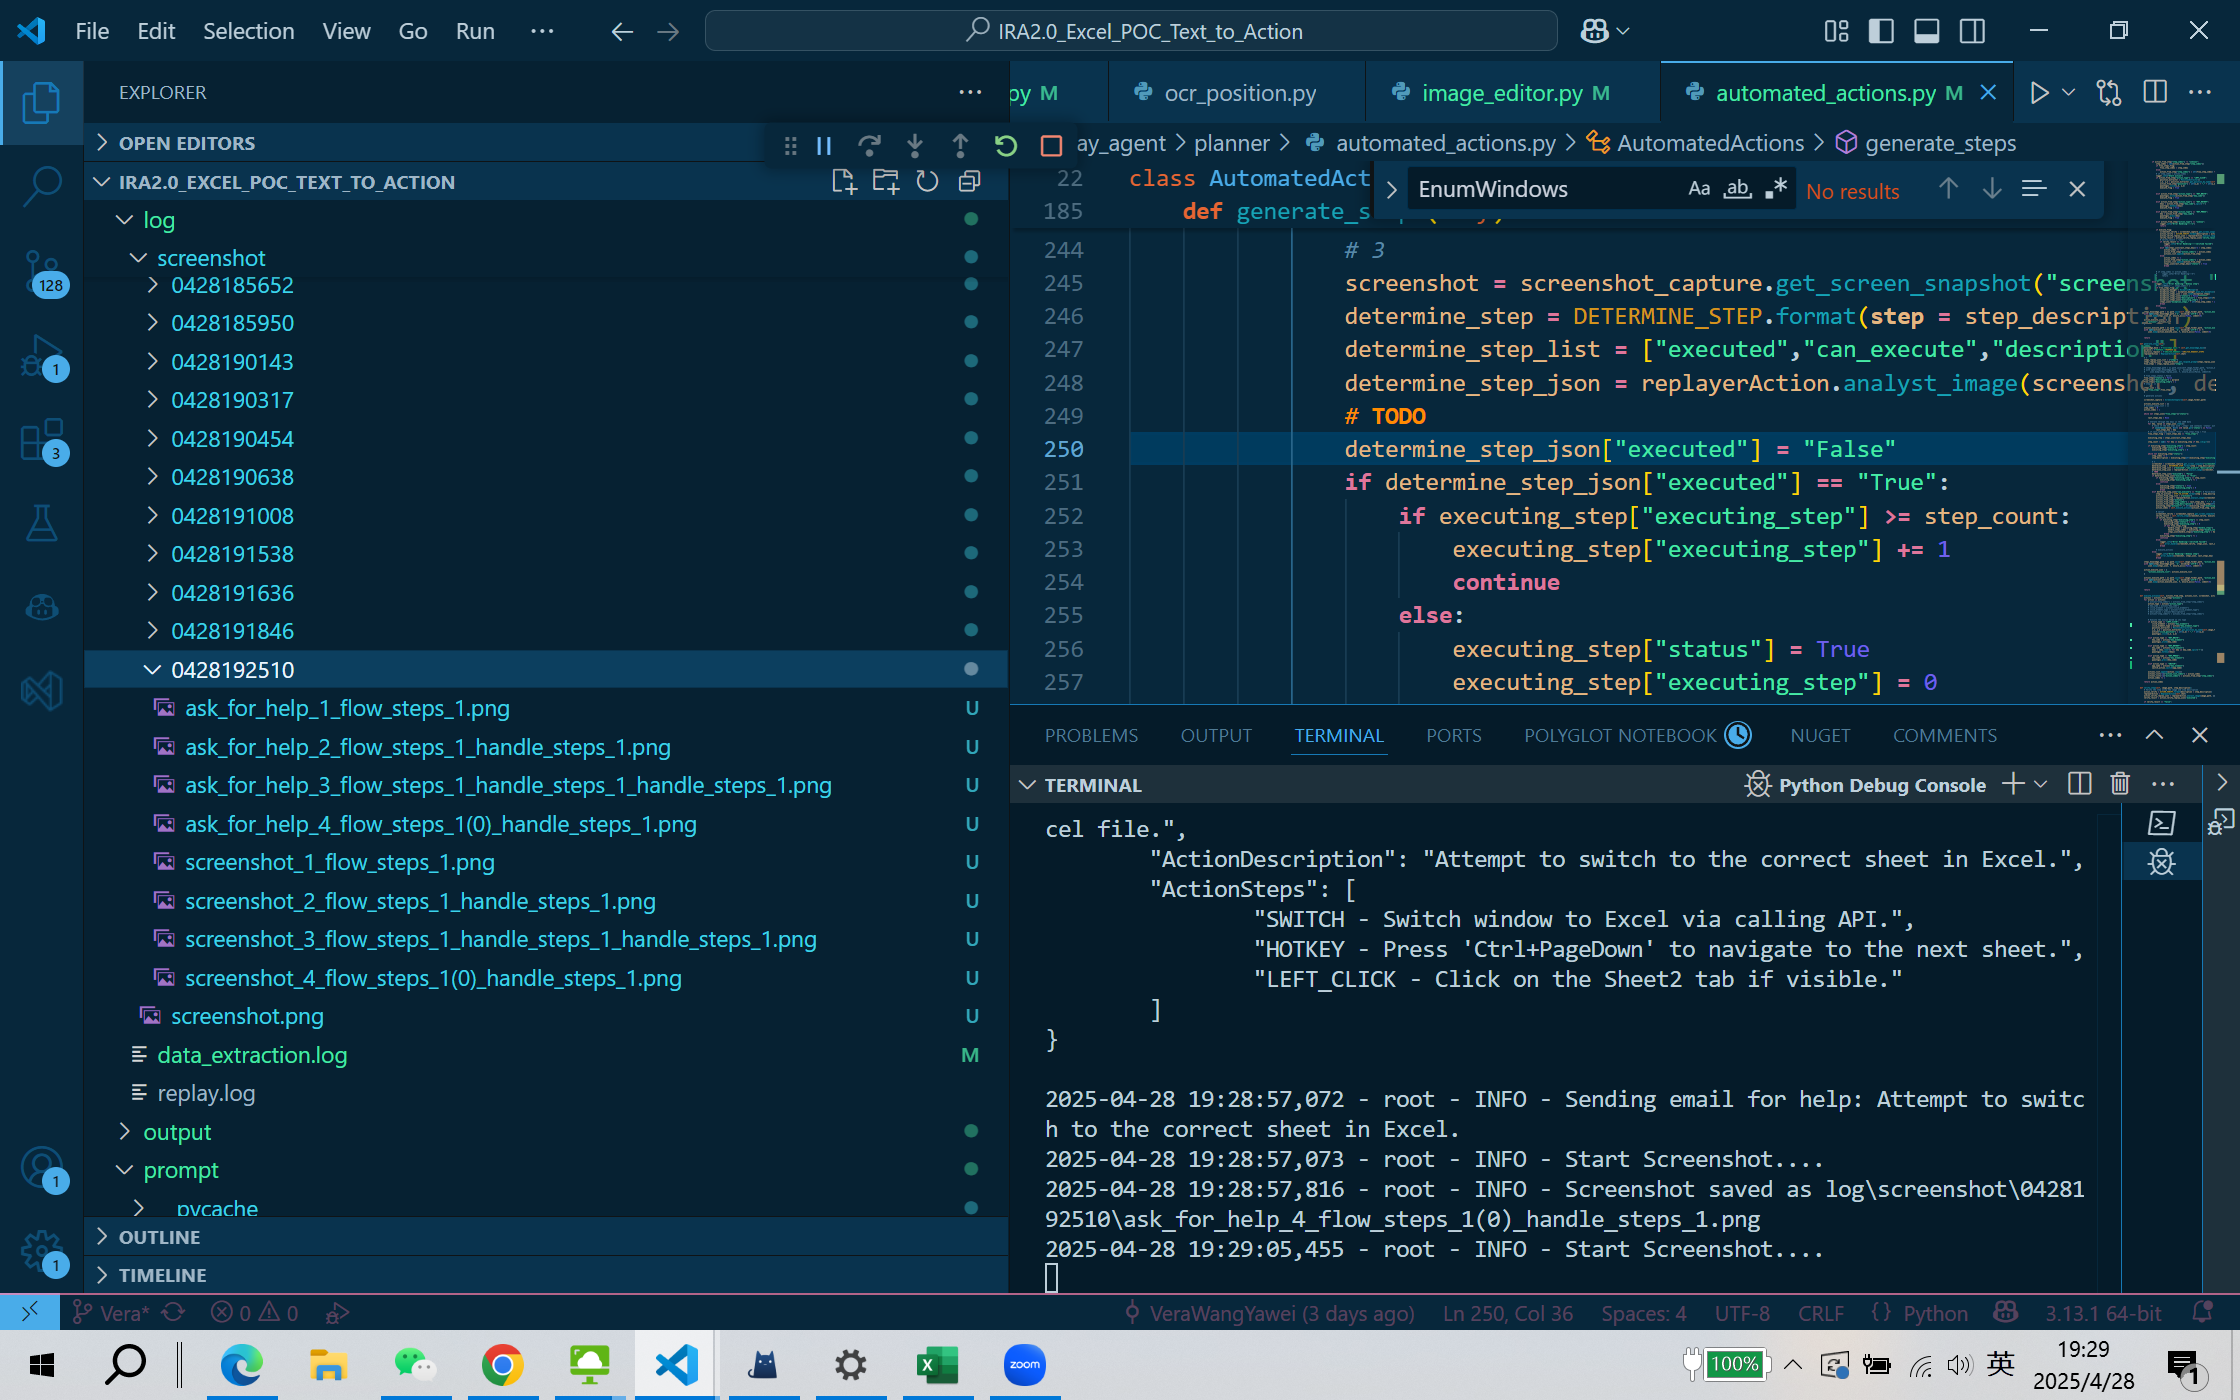 File Edit Selection View Go Run ···
IRA2.0_Excel_POC_Text_to_Action
EXPLORER
OPEN EDITORS
IRA2.0_EXCEL_POC_TEXT_TO_ACTION
log
screenshot
0428185652
0428185950
0428190143
0428190317
0428190454
0428190638
0428191008
0428191538
0428191636
0428191846
0428192510
ask_for_help_1_flow_steps_1.png U
ask_for_help_2_flow_steps_1_handle_steps_1.png U
ask_for_help_3_flow_steps_1_handle_steps_1_handle_steps_1.png U
ask_for_help_4_flow_steps_1(0)_handle_steps_1.png U
screenshot_1_flow_steps_1.png U
screenshot_2_flow_steps_1_handle_steps_1.png U
screenshot_3_flow_steps_1_handle_steps_1_handle_steps_1.png U
screenshot_4_flow_steps_1(0)_handle_steps_1.png U
screenshot.png U
data_extraction.log M
replay.log
output
prompt
pycache
OUTLINE
TIMELINE
128
1
3
1
1
py M ocr_position.py image_editor.py M automated_actions.py M
ay_agent > planner > automated_actions.py > AutomatedActions > generate_steps
EnumWindows Aa ab .* No results
22 class AutomatedAct
185 def generate_s
244 # 3
245 screenshot = screenshot_capture.get_screen_snapshot("screens
246 determine_step = DETERMINE_STEP.format(step = step_description)
247 determine_step_list = ["executed","can_execute","description"]
248 determine_step_json = replayerAction.analyst_image(screenshot, de
249 # TODO
250 determine_step_json["executed"] = "False"
251 if determine_step_json["executed"] == "True":
252 if executing_step["executing_step"] >= step_count:
253 executing_step["executing_step"] += 1
254 continue
255 else:
256 executing_step["status"] = True
257 executing_step["executing_step"] = 0
PROBLEMS OUTPUT TERMINAL PORTS POLYGLOT NOTEBOOK NUGET COMMENTS
TERMINAL Python Debug Console
cel file.",
"ActionDescription": "Attempt to switch to the correct sheet in Excel.",
"ActionSteps": [
"SWITCH - Switch window to Excel via calling API.",
"HOTKEY - Press 'Ctrl+PageDown' to navigate to the next sheet.",
"LEFT_CLICK - Click on the Sheet2 tab if visible."
]
}
2025-04-28 19:28:57,072 - root - INFO - Sending email for help: Attempt to switc
h to the correct sheet in Excel.
2025-04-28 19:28:57,073 - root - INFO - Start Screenshot....
2025-04-28 19:28:57,816 - root - INFO - Screenshot saved as log\screenshot\04281
92510\ask_for_help_4_flow_steps_1(0)_handle_steps_1.png
2025-04-28 19:29:05,455 - root - INFO - Start Screenshot....
Vera* 0 0 VeraWangYawei (3 days ago) Ln 250, Col 36 Spaces: 4 UTF-8 CRLF {} Python 3.13.1 64-bit
zoom
100% 英 19:29
2025/4/28
1